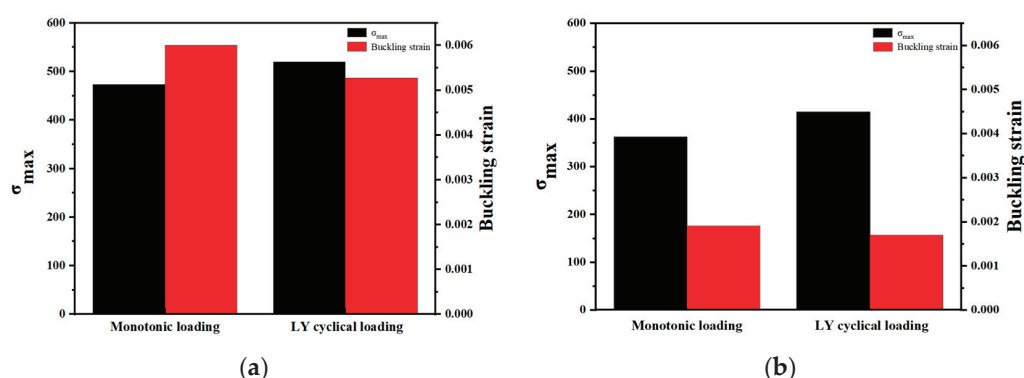 600
500
400
300
200
100
0
σmax
σmax
Buckling strain
0.006
0.005
0.004
0.003
0.002
0.001
0.000
Buckling strain
Monotonic loading
LY cyclical loading
(a)
600
500
400
300
200
100
0
σmax
σmax
Buckling strain
0.006
0.005
0.004
0.003
0.002
0.001
0.000
Buckling strain
Monotonic loading
LY cyclical loading
(b)